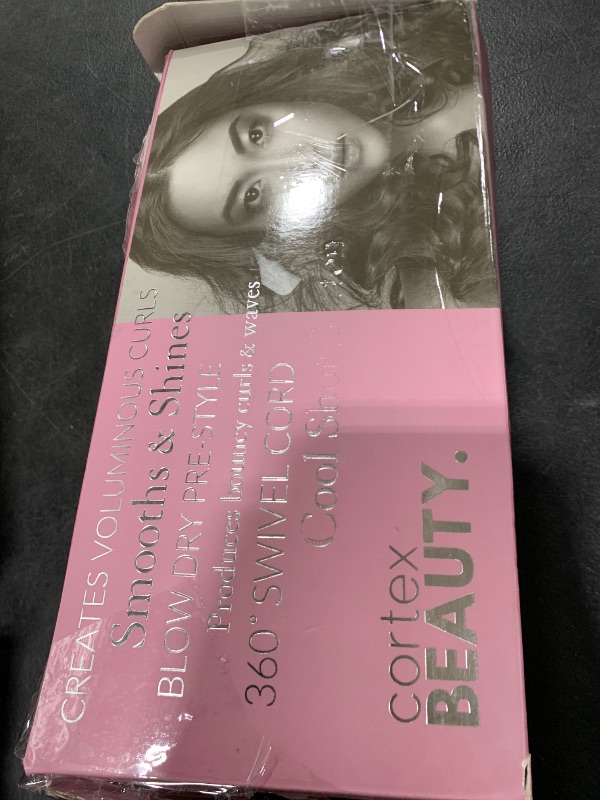 CREATES VOLUMINOUS CURLS
Smooths & Shines
BLOW DRY PRE-STYLE
Produces bouncy curls & waves
360° SWIVEL CORD
Cool
cortex
BEAUTY.